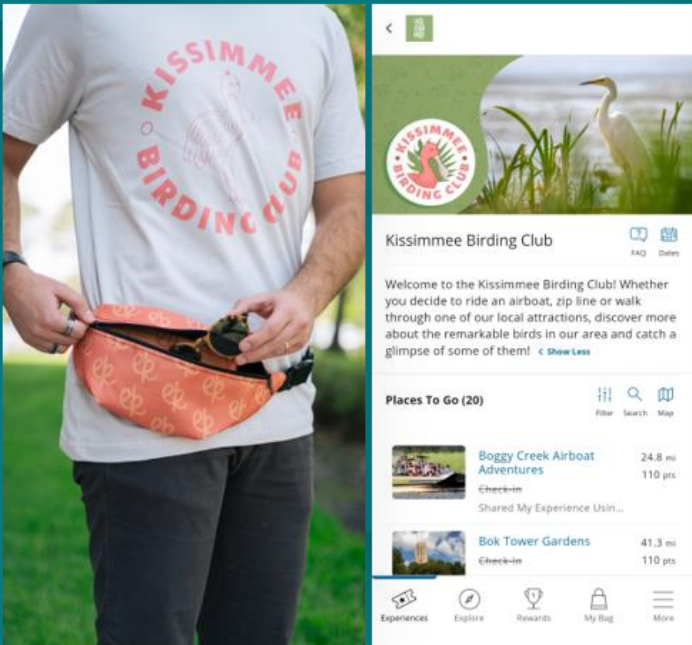 KISSIMMEE
BIRDING CLUB
KISSIMMEE
BIRDING CLUB
Kissimmee Birding Club
FAQ
Dates
Welcome to the Kissimmee Birding Club! Whether
you decide to ride an airboat, zip line or walk
through one of our local attractions, discover more
about the remarkable birds in our area and catch a
glimpse of some of them! < Show Less
Places To Go (20)
Filter
Search
Map
Boggy Creek Airboat
Adventures
24.8 mi
110 pts
Check-in
Shared My Experience Usin...
Bok Tower Gardens
41.3 mi
Check-in
110 pts
Experiences
Explore
Rewards
My Bag
More